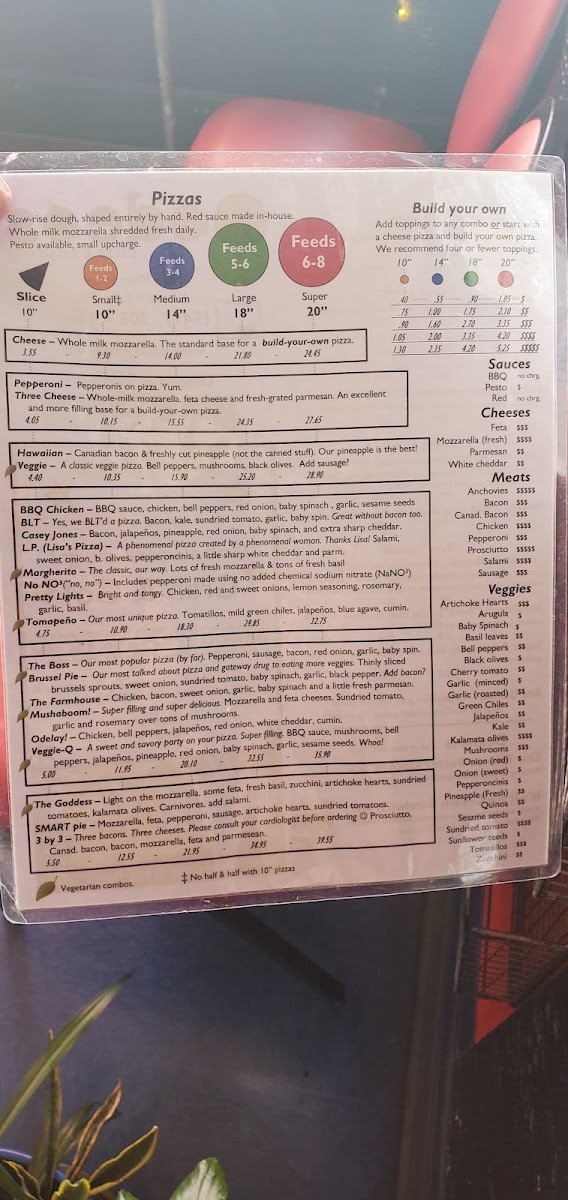 Pizzas
Slow-rise dough, shaped entirely by hand. Red sauce made in-house.
Whole milk mozzarella shredded fresh daily.
Pesto available, small upcharge.
Feeds 1-2
Feeds 3-4
Feeds 5-6
Feeds 6-8
Slice Small‡ Medium Large Super
10" 10" 14" 18" 20"
Cheese – Whole milk mozzarella. The standard base for a build-your-own pizza.
3.55 - 9.30 - 14.00 - 21.80 - 24.45
Pepperoni – Pepperonis on pizza. Yum.
Three Cheese – Whole-milk mozzarella, feta cheese and fresh-grated parmesan. An excellent
and more filling base for a build-your-own pizza.
4.05 - 10.15 - 15.55 - 24.35 - 27.65
Hawaiian – Canadian bacon & freshly cut pineapple (not the canned stuff). Our pineapple is the best!
Veggie – A classic veggie pizza. Bell peppers, mushrooms, black olives. Add sausage?
4.40 - 10.35 - 15.90 - 25.20 - 28.90
BBQ Chicken – BBQ sauce, chicken, bell peppers, red onion, baby spinach , garlic, sesame seeds
BLT – Yes, we BLT'd a pizza. Bacon, kale, sundried tomato, garlic, baby spin. Great without bacon too.
Casey Jones – Bacon, jalapeños, pineapple, red onion, baby spinach, and extra sharp cheddar.
L.P. (Lisa's Pizza) – A phenomenal pizza created by a phenomenal woman. Thanks Lisa! Salami,
sweet onion, b. olives, pepperoncinis, a little sharp white cheddar and parm.
Margherito – The classic, our way. Lots of fresh mozzarella & tons of fresh basil
No NO³("no, no") – Includes pepperoni made using no added chemical sodium nitrate (NaNO³)
Pretty Lights – Bright and tangy. Chicken, red and sweet onions, lemon seasoning, rosemary,
garlic, basil.
Tomapeño – Our most unique pizza. Tomatillos, mild green chiles, jalapeños, blue agave, cumin.
4.75 - 10.90 - 18.30 - 29.85 - 32.75
The Boss – Our most popular pizza (by far). Pepperoni, sausage, bacon, red onion, garlic, baby spin.
Brussel Pie – Our most talked about pizza and gateway drug to eating more veggies. Thinly sliced
brussels sprouts, sweet onion, sundried tomato, baby spinach, garlic, black pepper. Add bacon?
The Farmhouse – Chicken, bacon, sweet onion, garlic, baby spinach and a little fresh parmesan.
Mushaboom! – Super filling and super delicious. Mozzarella and feta cheeses. Sundried tomato,
garlic and rosemary over tons of mushrooms.
Odelay! – Chicken, bell peppers, jalapeños, red onion, white cheddar, cumin.
Veggie-Q – A sweet and savory party on your pizza. Super filling. BBQ sauce, mushrooms, bell
peppers, jalapeños, pineapple, red onion, baby spinach, garlic, sesame seeds. Whoa!
5.00 - 11.95 - 20.10 - 32.55 - 35.90
The Goddess – Light on the mozzarella, some feta, fresh basil, zucchini, artichoke hearts, sundried
tomatoes, kalamata olives. Carnivores, add salami.
SMART pie – Mozzarella, feta, pepperoni, sausage, artichoke hearts, sundried tomatoes.
3 by 3 – Three bacons. Three cheeses. Please consult your cardiologist before ordering ☺ Prosciutto,
Canad. bacon, bacon, mozzarella, feta and parmesean.
5.50 - 12.55 - 21.95 - 34.95 - 39.55
Vegetarian combos.
‡ No half & half with 10" pizzas
Build your own
Add toppings to any combo or start with
a cheese pizza and build your own pizza.
We recommend four or fewer toppings.
10" 14" 18" 20"
.40 .55 .90 1.05 $
.75 1.00 1.75 2.10 $$
.90 1.60 2.70 3.35 $$$
1.05 2.00 3.35 4.20 $$$$
1.30 2.35 4.20 5.25 $$$$$
Sauces
BBQ no chrg.
Pesto $
Red no chrg.
Cheeses
Feta $$$
Mozzarella (fresh) $$$$
Parmesan $$
White cheddar $$
Meats
Anchovies $$$$$
Bacon $$$
Canad. Bacon $$$
Chicken $$$$
Pepperoni $$$
Prosciutto $$$$$
Salami $$$$
Sausage $$$
Veggies
Artichoke Hearts $$$
Arugula $
Baby Spinach $
Basil leaves $$
Bell peppers $$
Black olives $
Cherry tomato $$
Garlic (minced) $
Garlic (roasted) $$
Green Chiles $$
Jalapeños $
Kale $$
Kalamata olives $$$$
Mushrooms $$$
Onion (red) $
Onion (sweet) $
Pepperoncinis $
Pineapple (Fresh) $$
Quinoa $$
Sesame seeds $
Sundried tomato $$$$
Sunflower seeds $
Tomatillos $$$
Zucchini $$